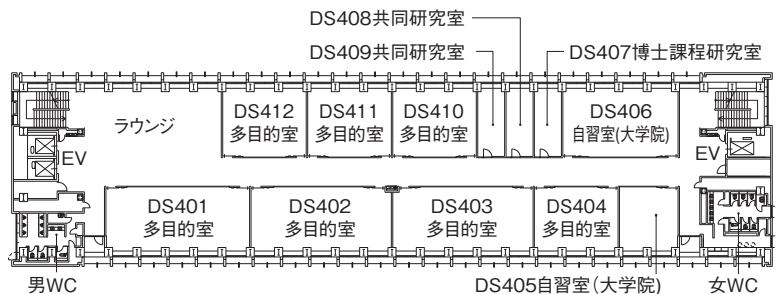 DS408共同研究室
DS409共同研究室
DS407博士課程研究室
ラウンジ
DS412
多目的室
DS411
多目的室
DS410
多目的室
DS406
自習室(大学院)
EV
EV
DS401
多目的室
DS402
多目的室
DS403
多目的室
DS404
多目的室
男WC
DS405自習室(大学院)
女WC